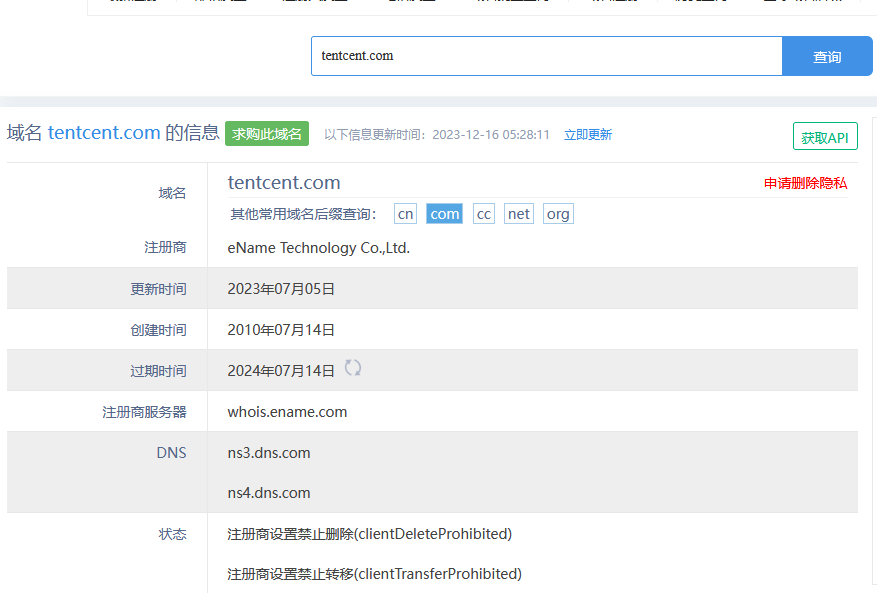 tentcent.com
查询
域名 tentcent.com 的信息 求购此域名 以下信息更新时间：2023-12-16 05:28:11 立即更新
获取API
域名
tentcent.com
申请删除隐私
其他常用域名后缀查询： cn com cc net org
注册商 eName Technology Co.,Ltd.
更新时间 2023年07月05日
创建时间 2010年07月14日
过期时间 2024年07月14日
注册商服务器 whois.ename.com
DNS ns3.dns.com
ns4.dns.com
状态 注册商设置禁止删除(clientDeleteProhibited)
注册商设置禁止转移(clientTransferProhibited)